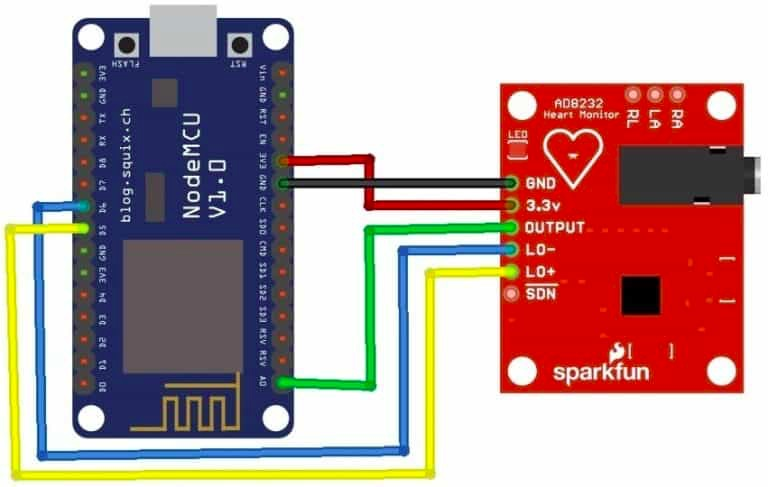 FLASH
RST
3V3
GND
TX
RX
D8
D7
D6
D5
GND
3V3
D4
D3
D2
D1
D0
blog.squix.ch
NodeMCU
V1.0
Vin
GND
RST
EN
3V3
GND
CLK
SD0
CMD
SD1
SD2
SD3
RSV
RSV
A0
AD8232
Heart Monitor
RL
LA
RA
LED
GND
3.3v
OUTPUT
LO-
LO+
SDN
sparkfun